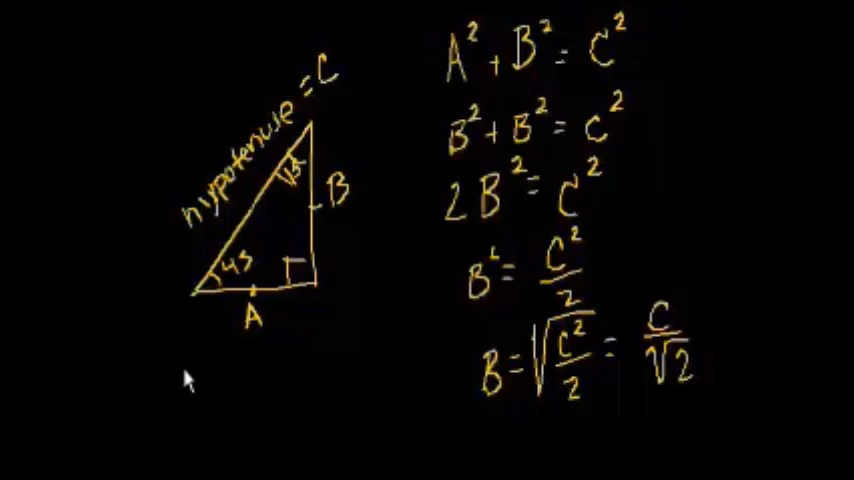 hypotenuse = C
45
45
B
A
A² + B² = C²
B² + B² = C²
2B² = C²
B² = C²/2
B = √(C²/2) = C/√2